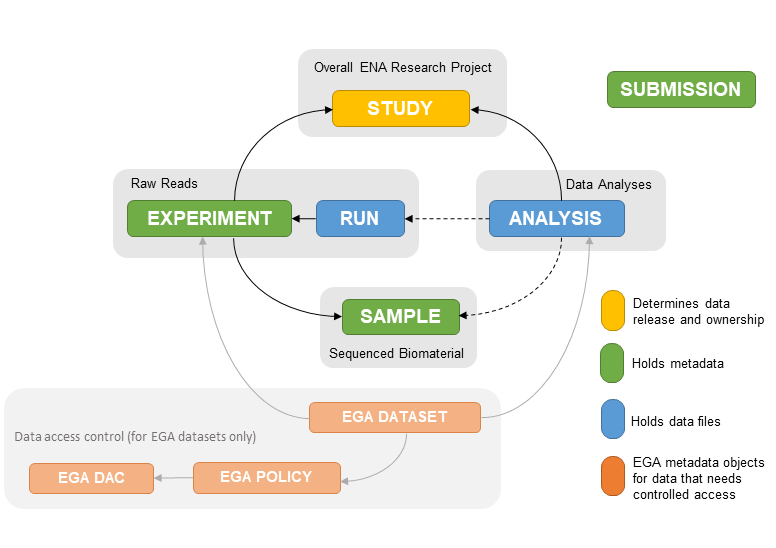 Overall ENA Research Project
STUDY
SUBMISSION
Raw Reads
EXPERIMENT
RUN
Data Analyses
ANALYSIS
SAMPLE
Sequenced Biomaterial
Determines data
release and ownership
Holds metadata
Holds data files
EGA metadata objects
for data that needs
controlled access
EGA DATASET
Data access control (for EGA datasets only)
EGA DAC
EGA POLICY